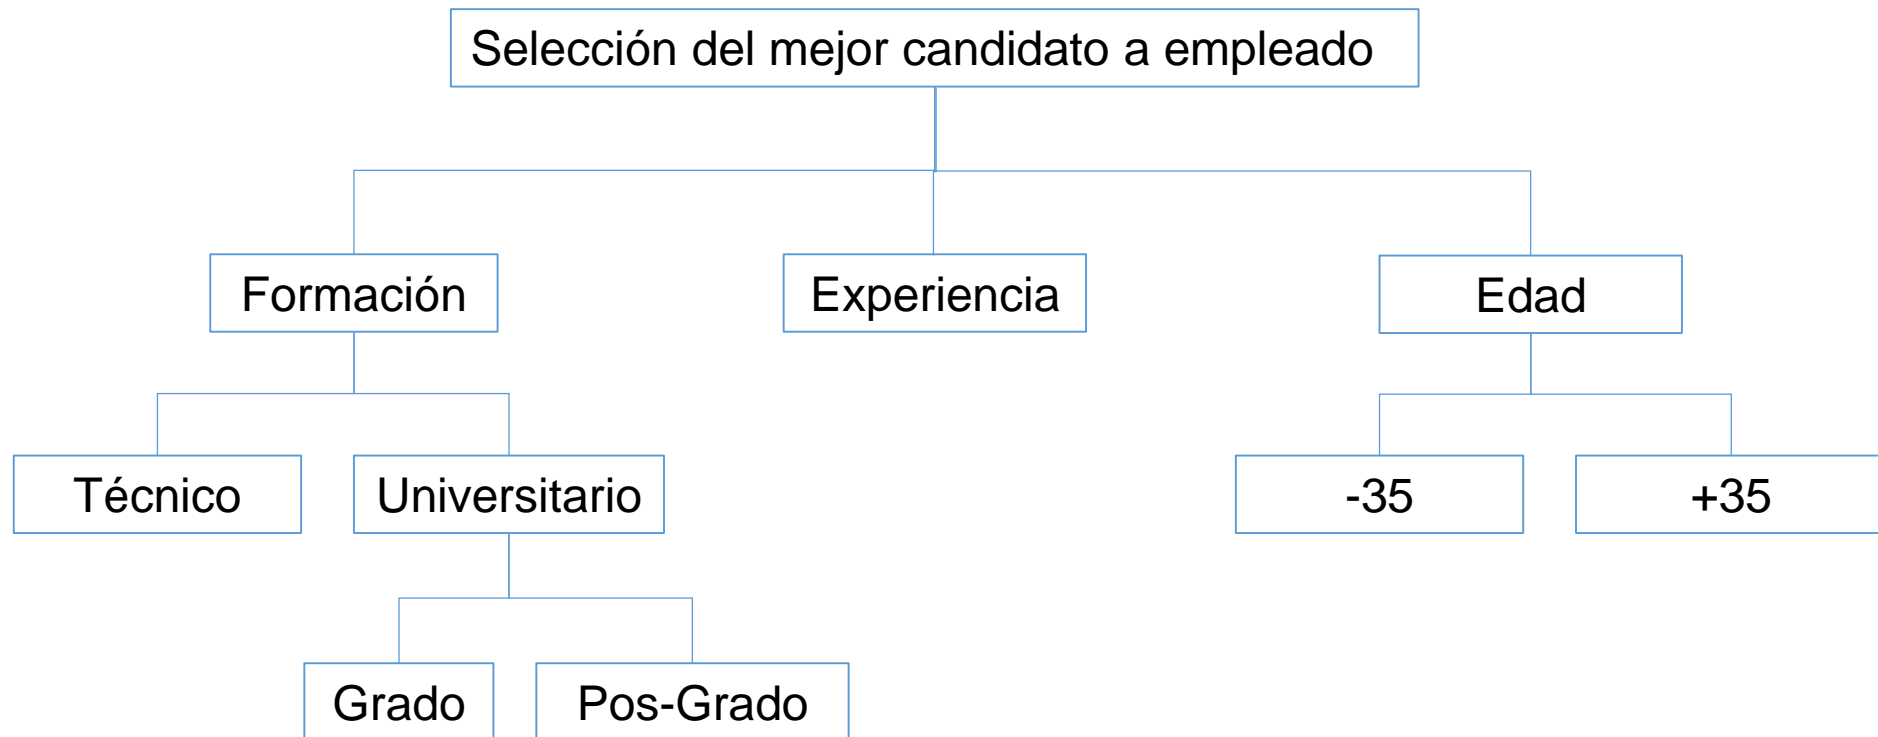 Selección del mejor candidato a empleado
Formación
Experiencia
Edad
Técnico
Universitario
-35
+35
Grado
Pos-Grado